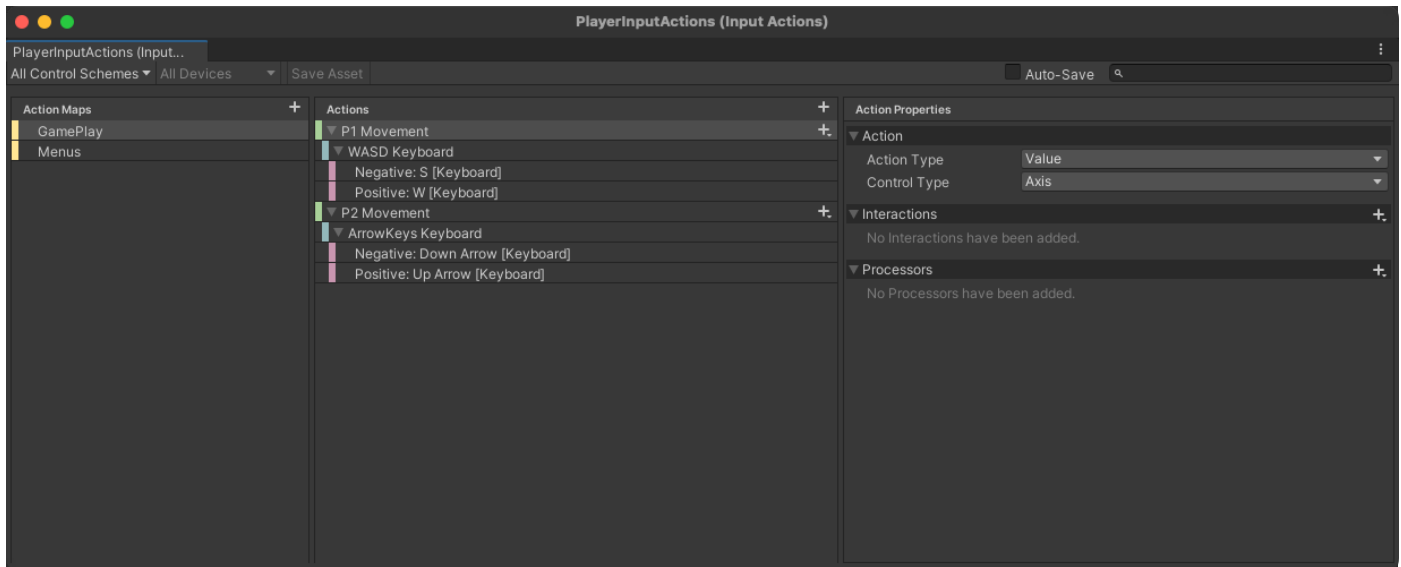 PlayerInputActions (Input Actions)
PlayerInputActions (Input...
All Control Schemes All Devices Save Asset Auto-Save
Action Maps
GamePlay
Menus
Actions
P1 Movement
WASD Keyboard
Negative: S [Keyboard]
Positive: W [Keyboard]
P2 Movement
ArrowKeys Keyboard
Negative: Down Arrow [Keyboard]
Positive: Up Arrow [Keyboard]
Action Properties
Action
Action Type Value
Control Type Axis
Interactions
No Interactions have been added.
Processors
No Processors have been added.